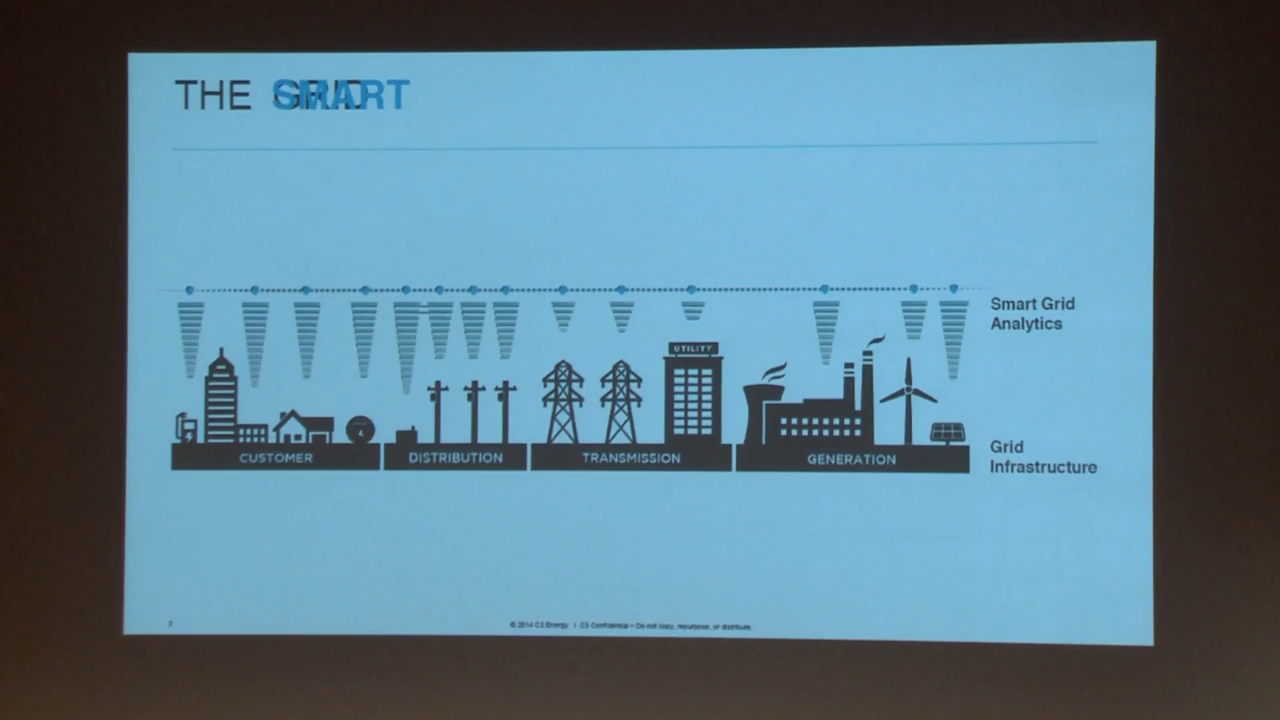 THE SMART
GRID
Smart Grid
Analytics
UTILITY
CUSTOMER
DISTRIBUTION
TRANSMISSION
GENERATION
Grid
Infrastructure
© 2014 C3 Energy | C3 Confidential – Do not copy, repurpose, or distribute.